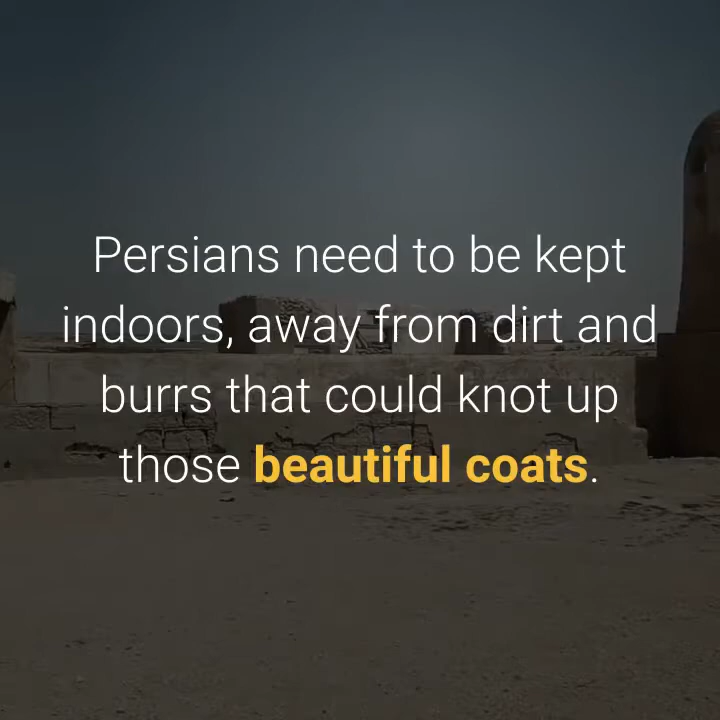 Persians need to be kept
indoors, away from dirt and
burrs that could knot up
those beautiful coats.